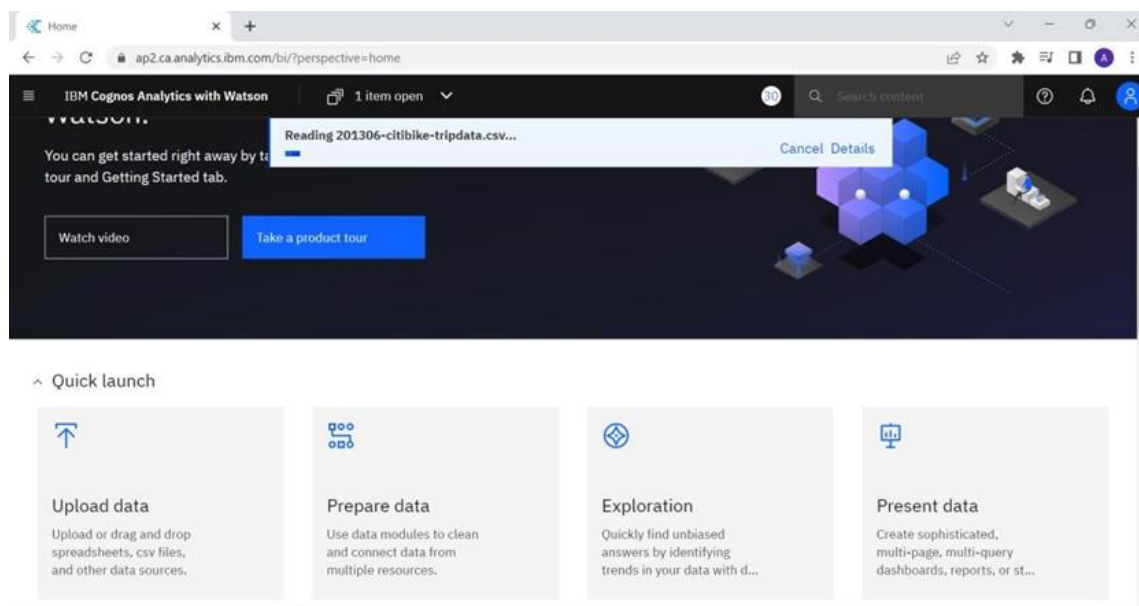 Home
ap2.ca.analytics.ibm.com/bi/?perspective=home
A
IBM Cognos Analytics with Watson
1 item open
30
Search content
Watson.
Reading 201306-citibike-tripdata.csv...
Cancel Details
You can get started right away by ta
tour and Getting Started tab.
Watch video
Take a product tour
Quick launch
Upload data
Upload or drag and drop
spreadsheets, csv files,
and other data sources.
Prepare data
Use data modules to clean
and connect data from
multiple resources.
Exploration
Quickly find unbiased
answers by identifying
trends in your data with d...
Present data
Create sophisticated,
multi-page, multi-query
dashboards, reports, or st...